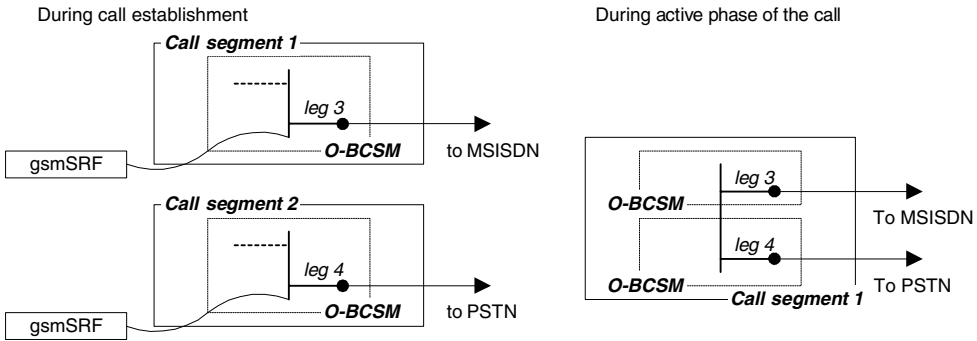 During call establishment
Call segment 1
leg 3
O-BCSM
to MSISDN
gsmSRF
Call segment 2
leg 4
O-BCSM
to PSTN
gsmSRF
During active phase of the call
leg 3
O-BCSM
To MSISDN
leg 4
O-BCSM
To PSTN
Call segment 1